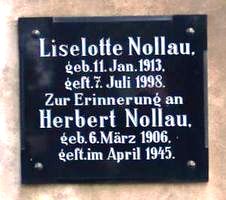 Liselotte Nollau,
geb.11.Jan.1913,
gest.7.Juli 1998.
Zur Erinnerung an
Herbert Nollau,
geb.6.März 1906,
gest.im April 1945.